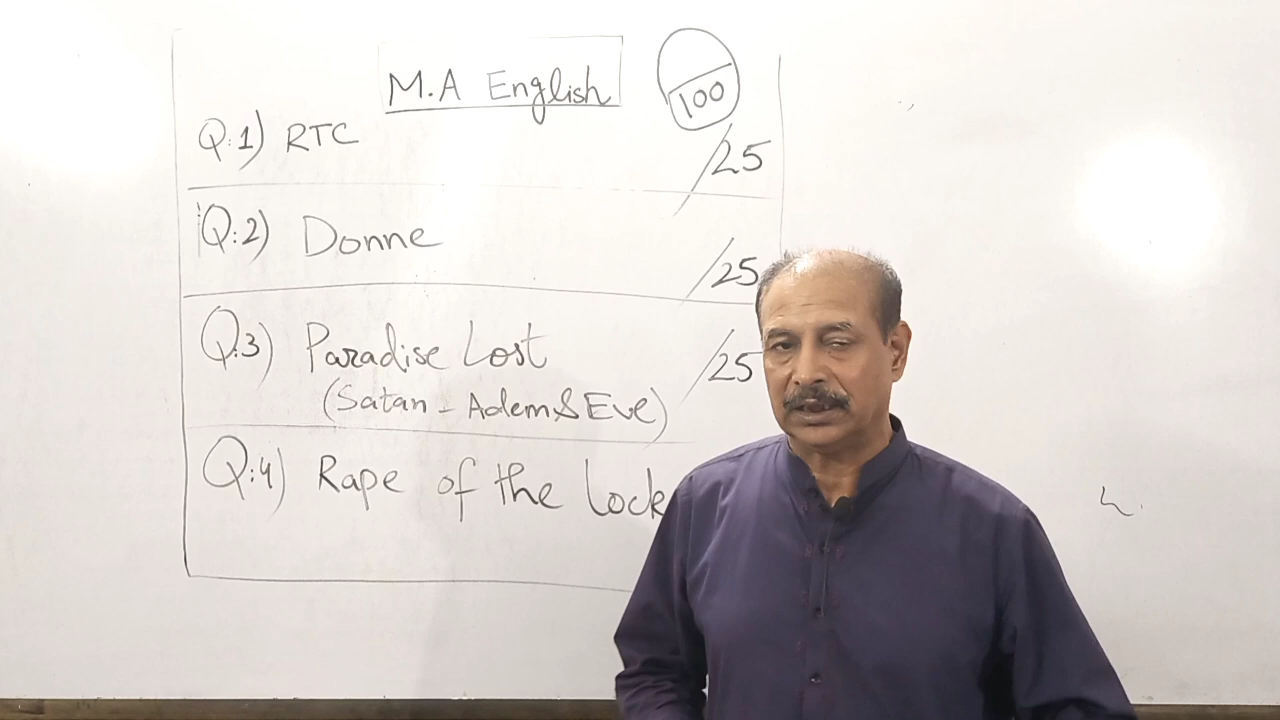 M.A English
100
Q:1) RTC /25
Q:2) Donne /25
Q:3) Paradise Lost /25
(Satan - Adem & Eve)
Q:4) Rape of the Lock